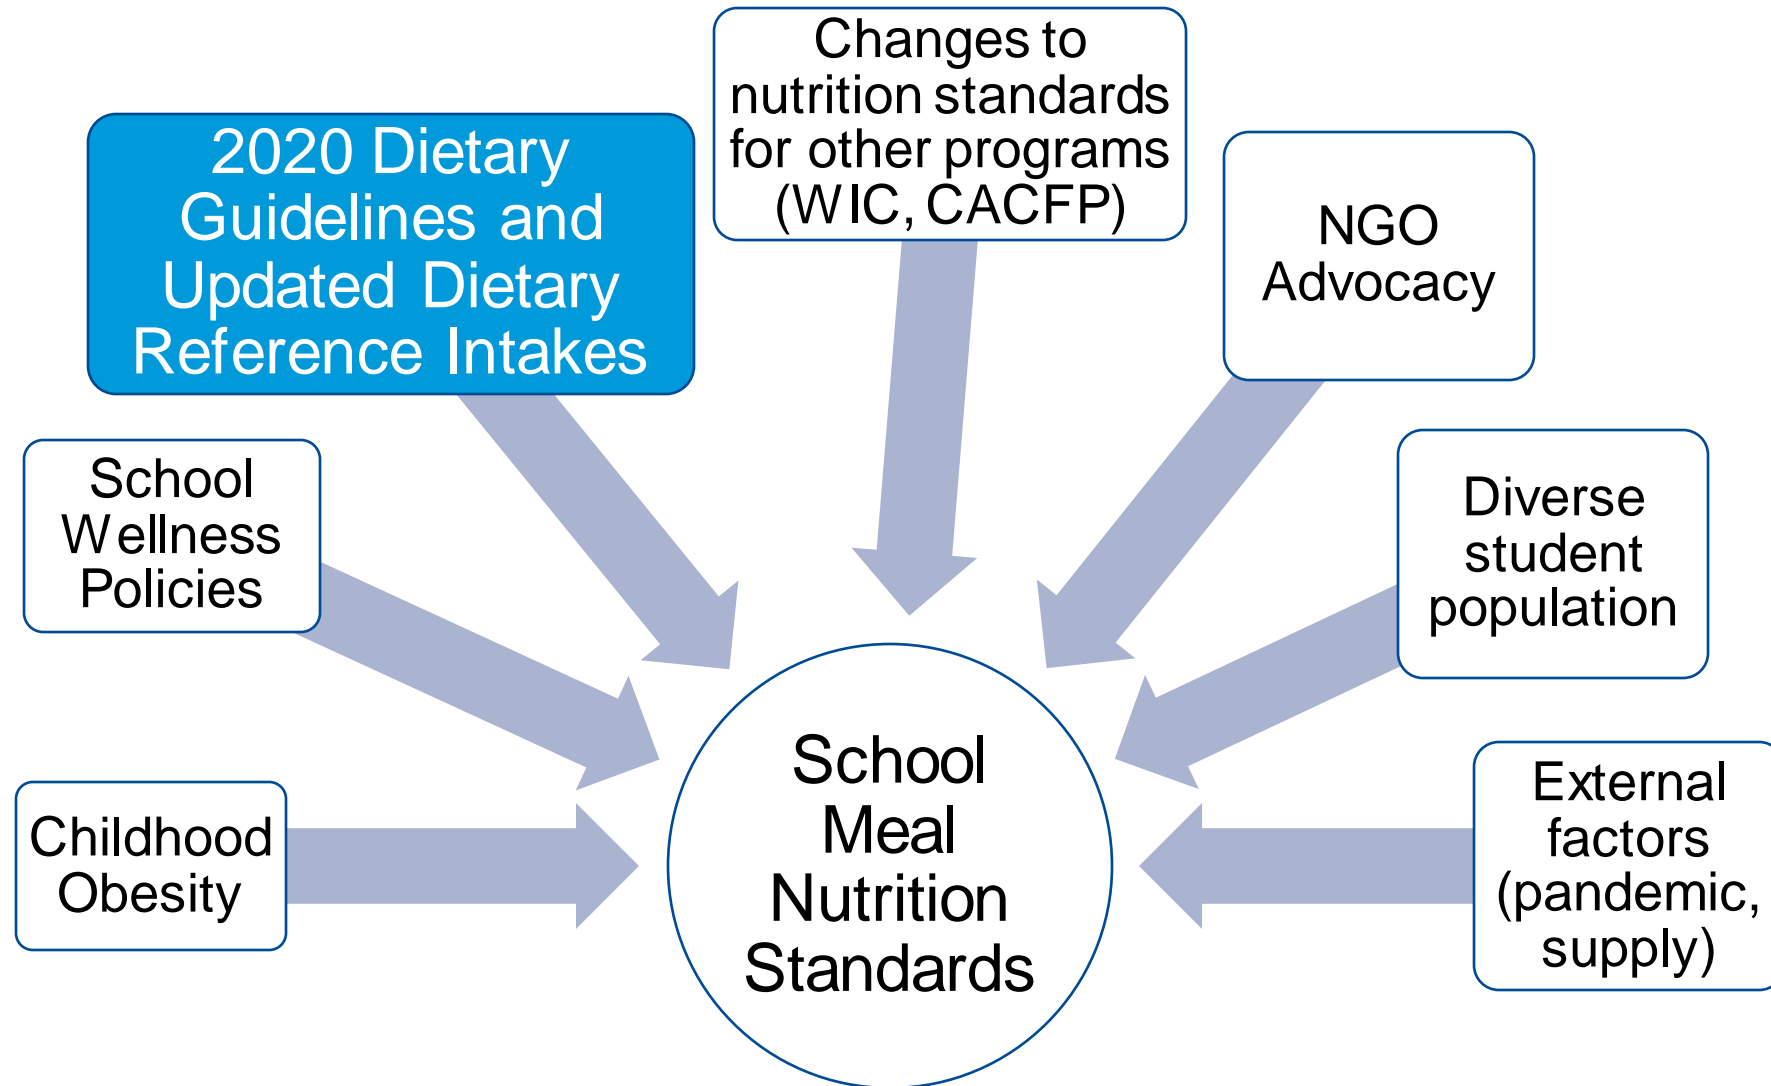 Changes to
nutrition standards
for other programs
(WIC, CACFP)
2020 Dietary
Guidelines and
Updated Dietary
Reference Intakes
NGO
Advocacy
School
Wellness
Policies
Diverse
student
population
Childhood
Obesity
External
factors
(pandemic,
supply)
School
Meal
Nutrition
Standards